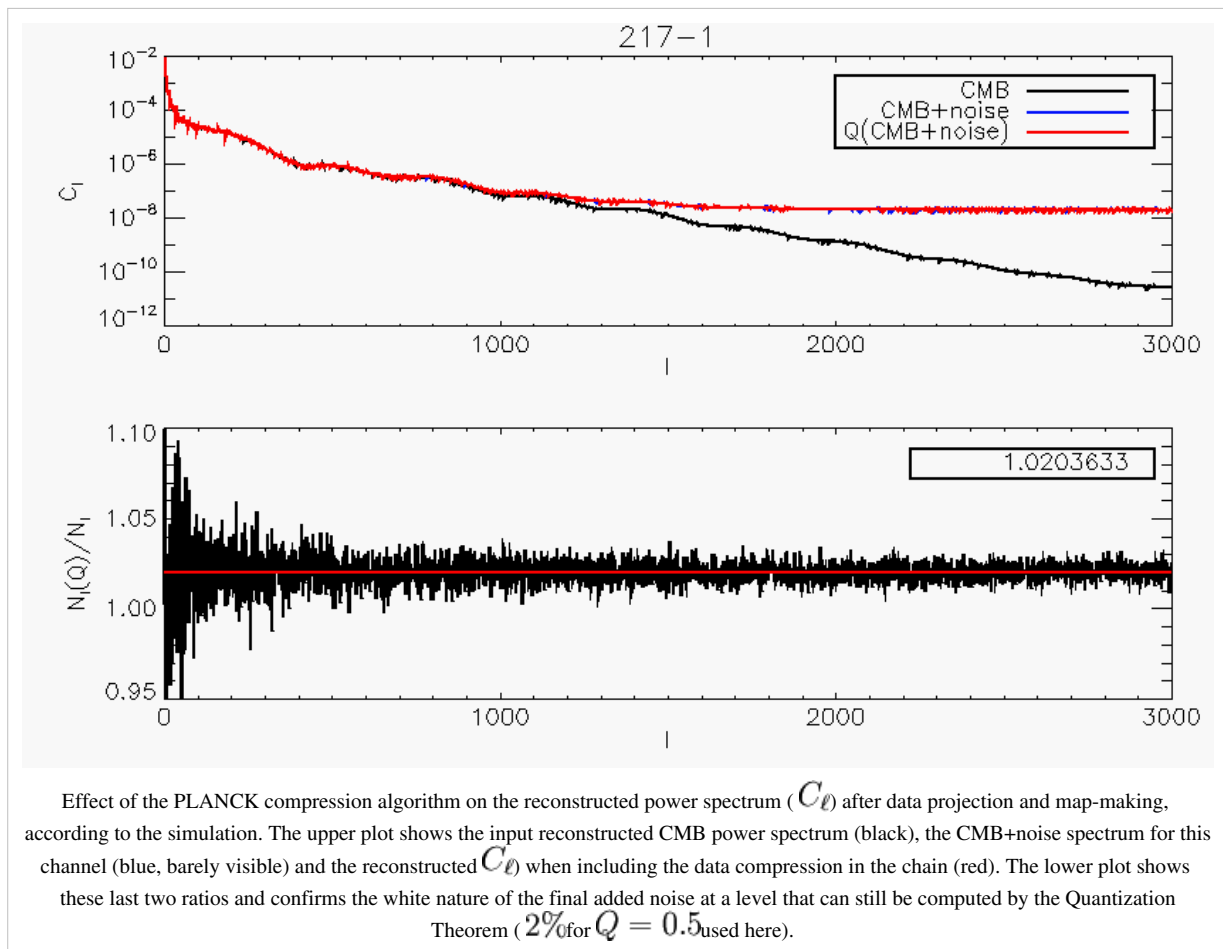 217-1
10⁻²
10⁻⁴
10⁻⁶
10⁻⁸
10⁻¹⁰
10⁻¹²
C_l
CMB
CMB+noise
Q(CMB+noise)
0 1000 2000 3000
l
1.10
1.05
1.00
0.95
N_l(Q)/N_l
1.0203633
0 1000 2000 3000
l
Effect of the PLANCK compression algorithm on the reconstructed power spectrum ( C_ℓ) after data projection and map-making,
according to the simulation. The upper plot shows the input reconstructed CMB power spectrum (black), the CMB+noise spectrum for this
channel (blue, barely visible) and the reconstructed C_ℓ) when including the data compression in the chain (red). The lower plot shows
these last two ratios and confirms the white nature of the final added noise at a level that can still be computed by the Quantization
Theorem ( 2%for Q = 0.5used here).